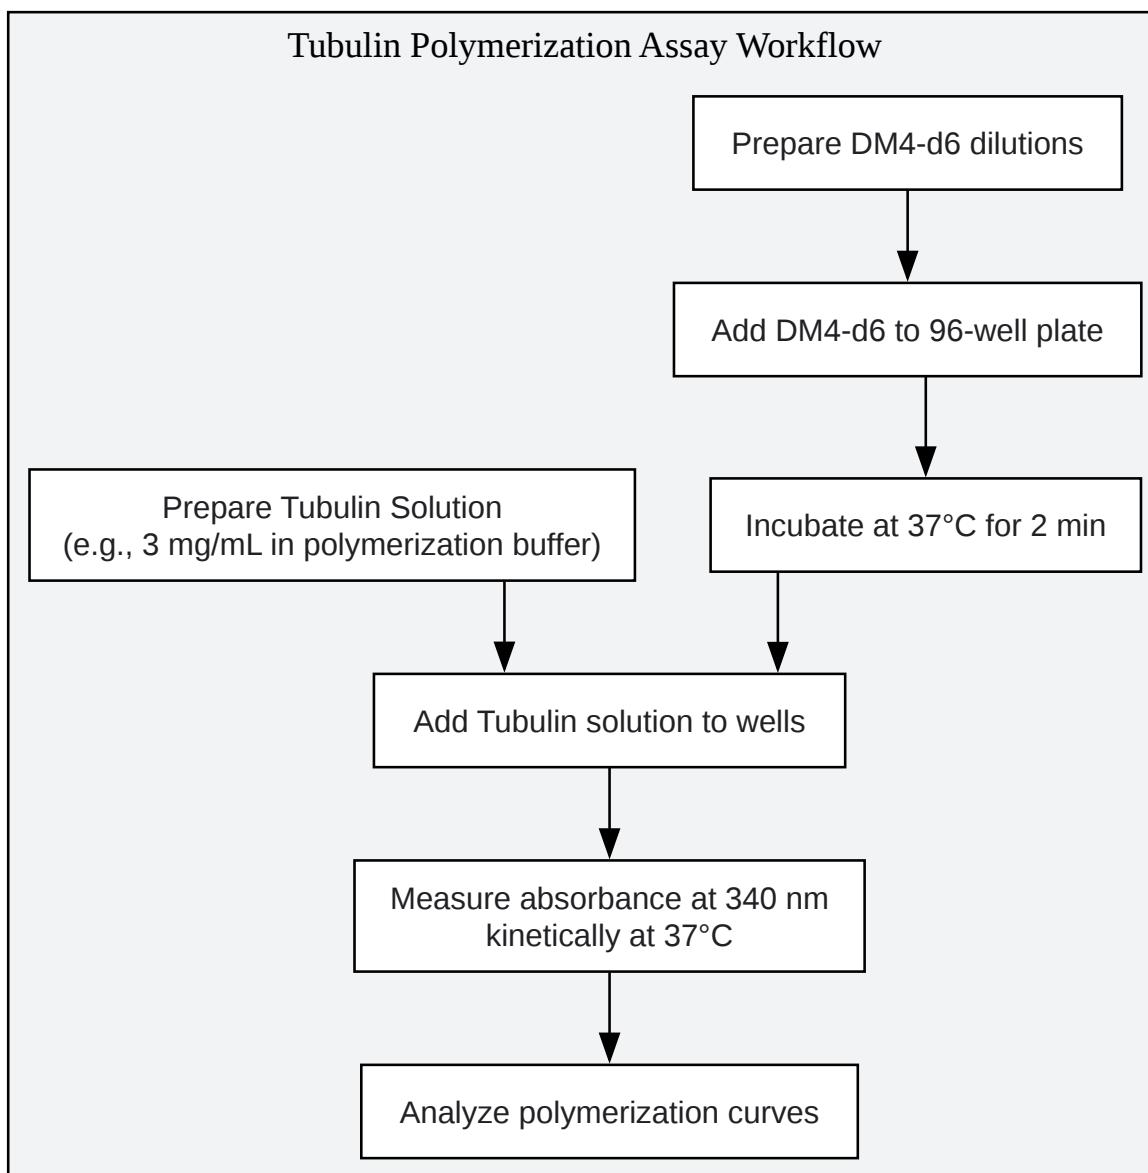 Tubulin Polymerization Assay Workflow
Prepare DM4-d6 dilutions
Add DM4-d6 to 96-well plate
Prepare Tubulin Solution
(e.g., 3 mg/mL in polymerization buffer)
Incubate at 37°C for 2 min
Add Tubulin solution to wells
Measure absorbance at 340 nm
kinetically at 37°C
Analyze polymerization curves